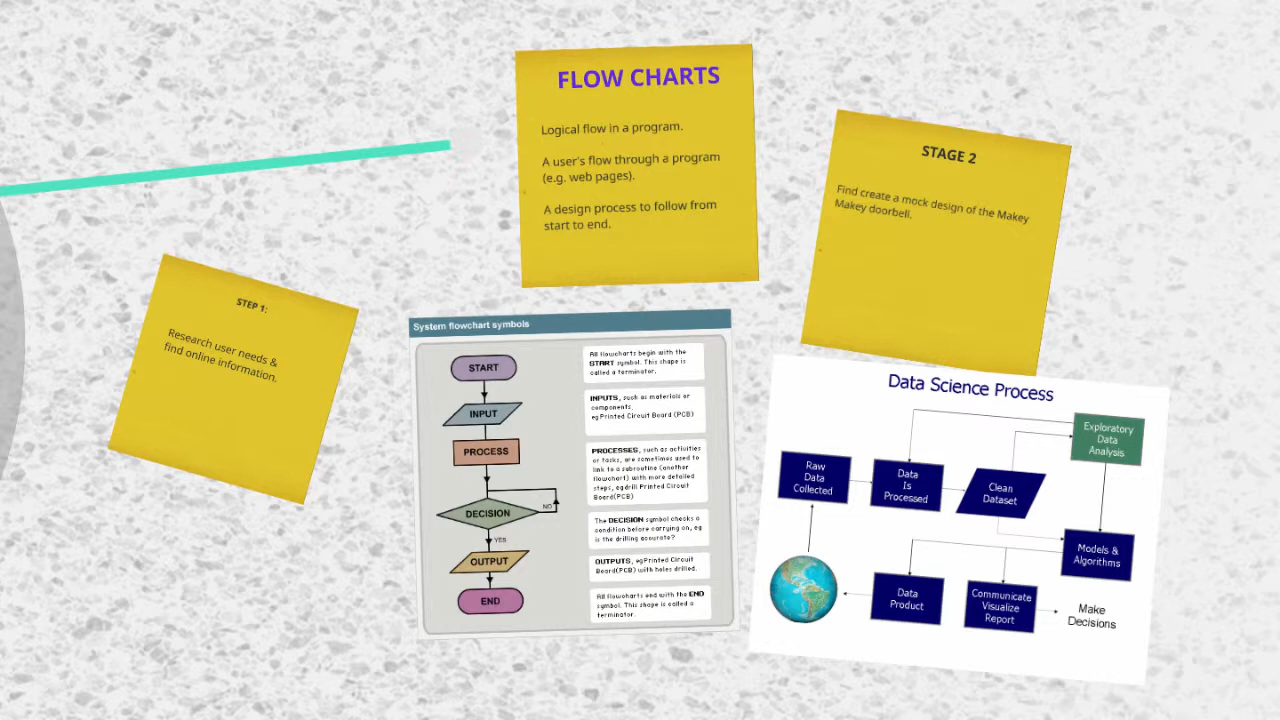 FLOW CHARTS
Logical flow in a program.
A user's flow through a program
(e.g. web pages).
A design process to follow from
start to end.
STAGE 2
Find create a mock design of the Makey
Makey doorbell.
STEP 1:
Research user needs &
find online information.
System flowchart symbols
START
INPUT
PROCESS
DECISION
NO
YES
OUTPUT
END
All flowcharts begin with the
START symbol. This shape is
called a terminator.
INPUTS, such as materials or
components,
eg Printed Circuit Board (PCB)
PROCESSES, such as activities
or tasks, are sometimes used to
link to a subroutine (another
flowchart) with more detailed
steps, eg drill Printed Circuit
Board(PCB)
The DECISION symbol checks a
condition before carrying on, eg
is the drilling accurate?
OUTPUTS, eg Printed Circuit
Board(PCB) with holes drilled.
All flowcharts end with the END
symbol. This shape is called a
terminator.
Data Science Process
Exploratory
Data
Analysis
Raw
Data
Collected
Data
Is
Processed
Clean
Dataset
Models &
Algorithms
Data
Product
Communicate
Visualize
Report
Make
Decisions